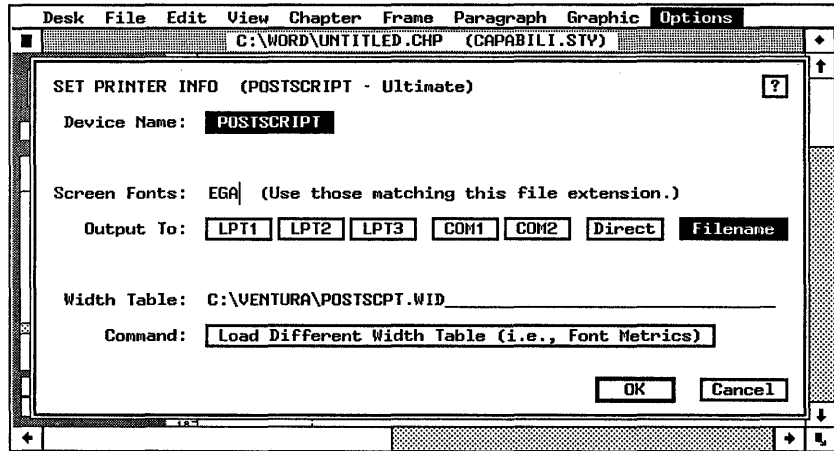 Desk File Edit View Chapter Frame Paragraph Graphic Options
C:\WORD\UNTITLED.CHP (CAPABILI.STY)
SET PRINTER INFO (POSTSCRIPT - Ultimate) ?
Device Name: POSTSCRIPT
Screen Fonts: EGA (Use those matching this file extension.)
Output To: LPT1 LPT2 LPT3 COM1 COM2 Direct Filename
Width Table: C:\VENTURA\POSTSCPT.WID
Command: Load Different Width Table (i.e., Font Metrics)
OK Cancel